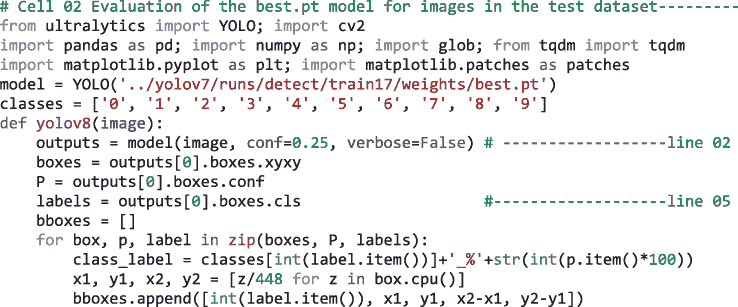 # Cell 02 Evaluation of the best.pt model for images in the test dataset---------
from ultralytics import YOLO; import cv2
import pandas as pd; import numpy as np; import glob; from tqdm import tqdm
import matplotlib.pyplot as plt; import matplotlib.patches as patches
model = YOLO('../yolov7/runs/detect/train17/weights/best.pt')
classes = ['0', '1', '2', '3', '4', '5', '6', '7', '8', '9']
def yolov8(image):
    outputs = model(image, conf=0.25, verbose=False) # ------------------line 02
    boxes = outputs[0].boxes.xyxy
    P = outputs[0].boxes.conf
    labels = outputs[0].boxes.cls                    #-------------------line 05
    bboxes = []
    for box, p, label in zip(boxes, P, labels):
        class_label = classes[int(label.item())]+'_%'+str(int(p.item()*100))
        x1, y1, x2, y2 = [z/448 for z in box.cpu()]
        bboxes.append([int(label.item()), x1, y1, x2-x1, y2-y1])